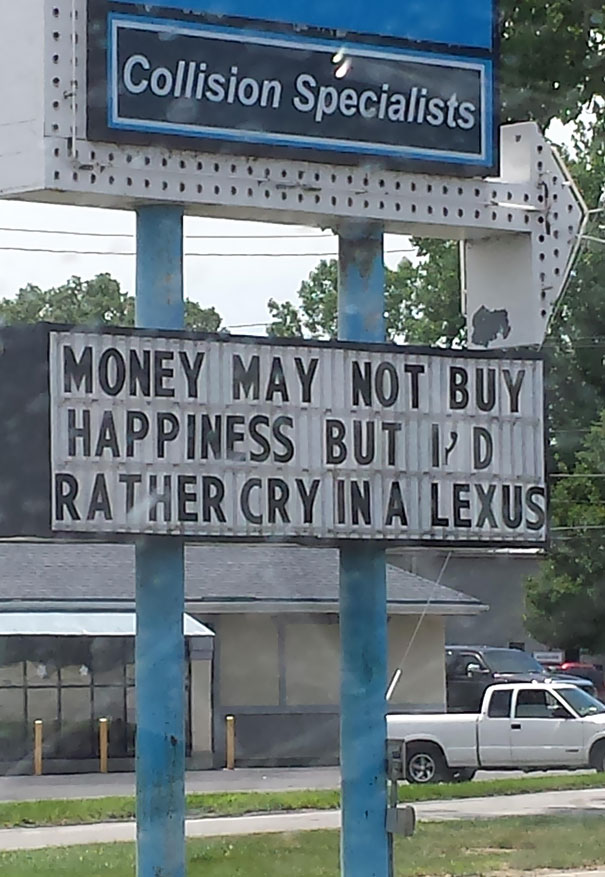 Collision Specialists
MONEY MAY NOT BUY
HAPPINESS BUT I'D
RATHER CRY IN A LEXUS